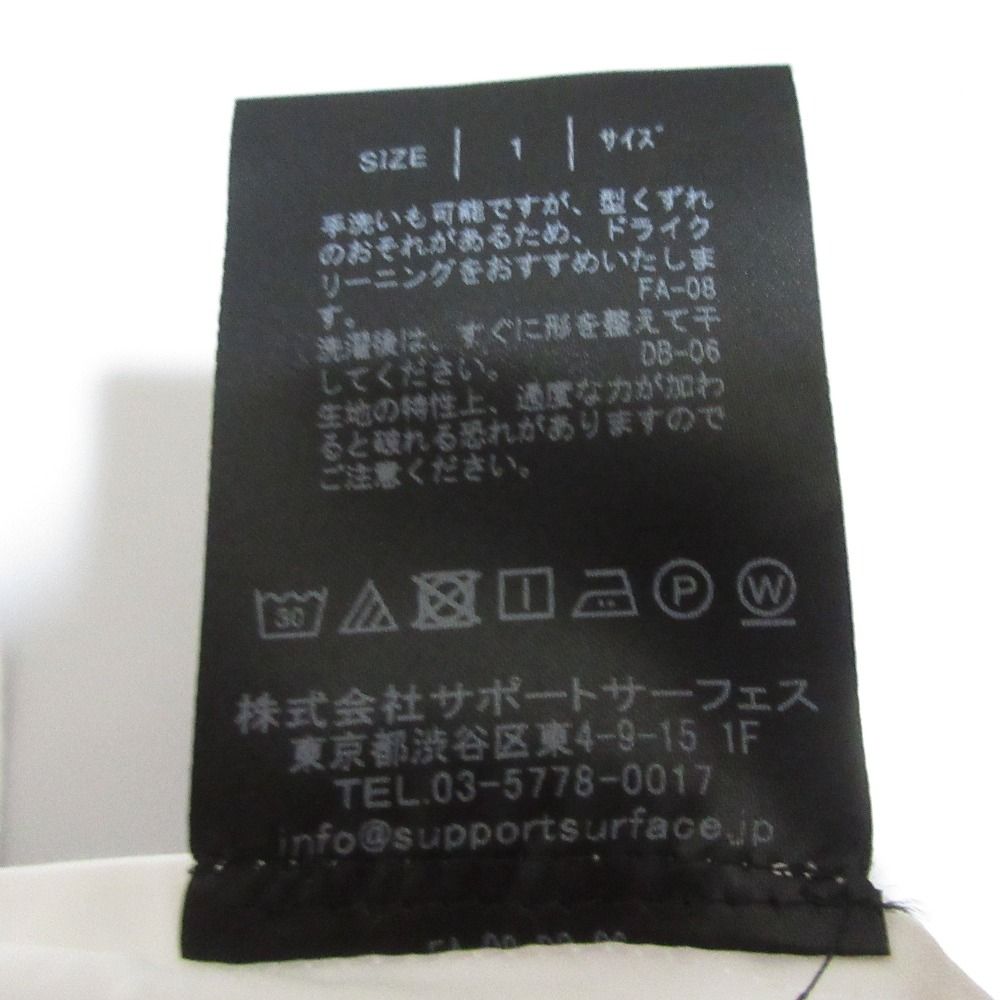 SIZE 1 サイズ
手洗いも可能ですが、型くずれ
のおそれがあるため、ドライク
リーニングをおすすめいたしま
す。 FA-08
洗濯後は、すぐに形を整えて干
してください。 DB-06
生地の特性上、過度な力が加わ
ると破れる恐れがありますので
ご注意ください。
30 P W
株式会社サポートサーフェス
東京都渋谷区東4-9-15 1F
TEL.03-5778-0017
info@supportsurface.jp